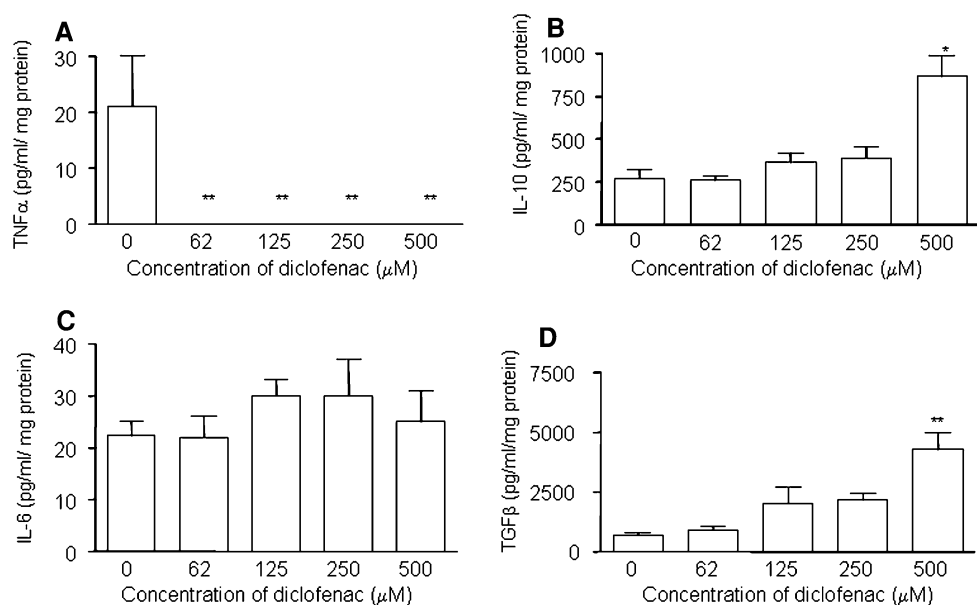 A
TNFα (pg/ml/ mg protein)
30
20
10
0
** ** ** **
0 62 125 250 500
Concentration of diclofenac (μM)
B
IL-10 (pg/ml/ mg protein)
1000
750
500
250
0
*
0 62 125 250 500
Concentration of diclofenac (μM)
C
IL-6 (pg/ml/ mg protein)
40
30
20
10
0
0 62 125 250 500
Concentration of diclofenac (μM)
D
TGFβ (pg/ml/mg protein)
7500
5000
2500
0
**
0 62 125 250 500
Concentration of diclofenac (μM)